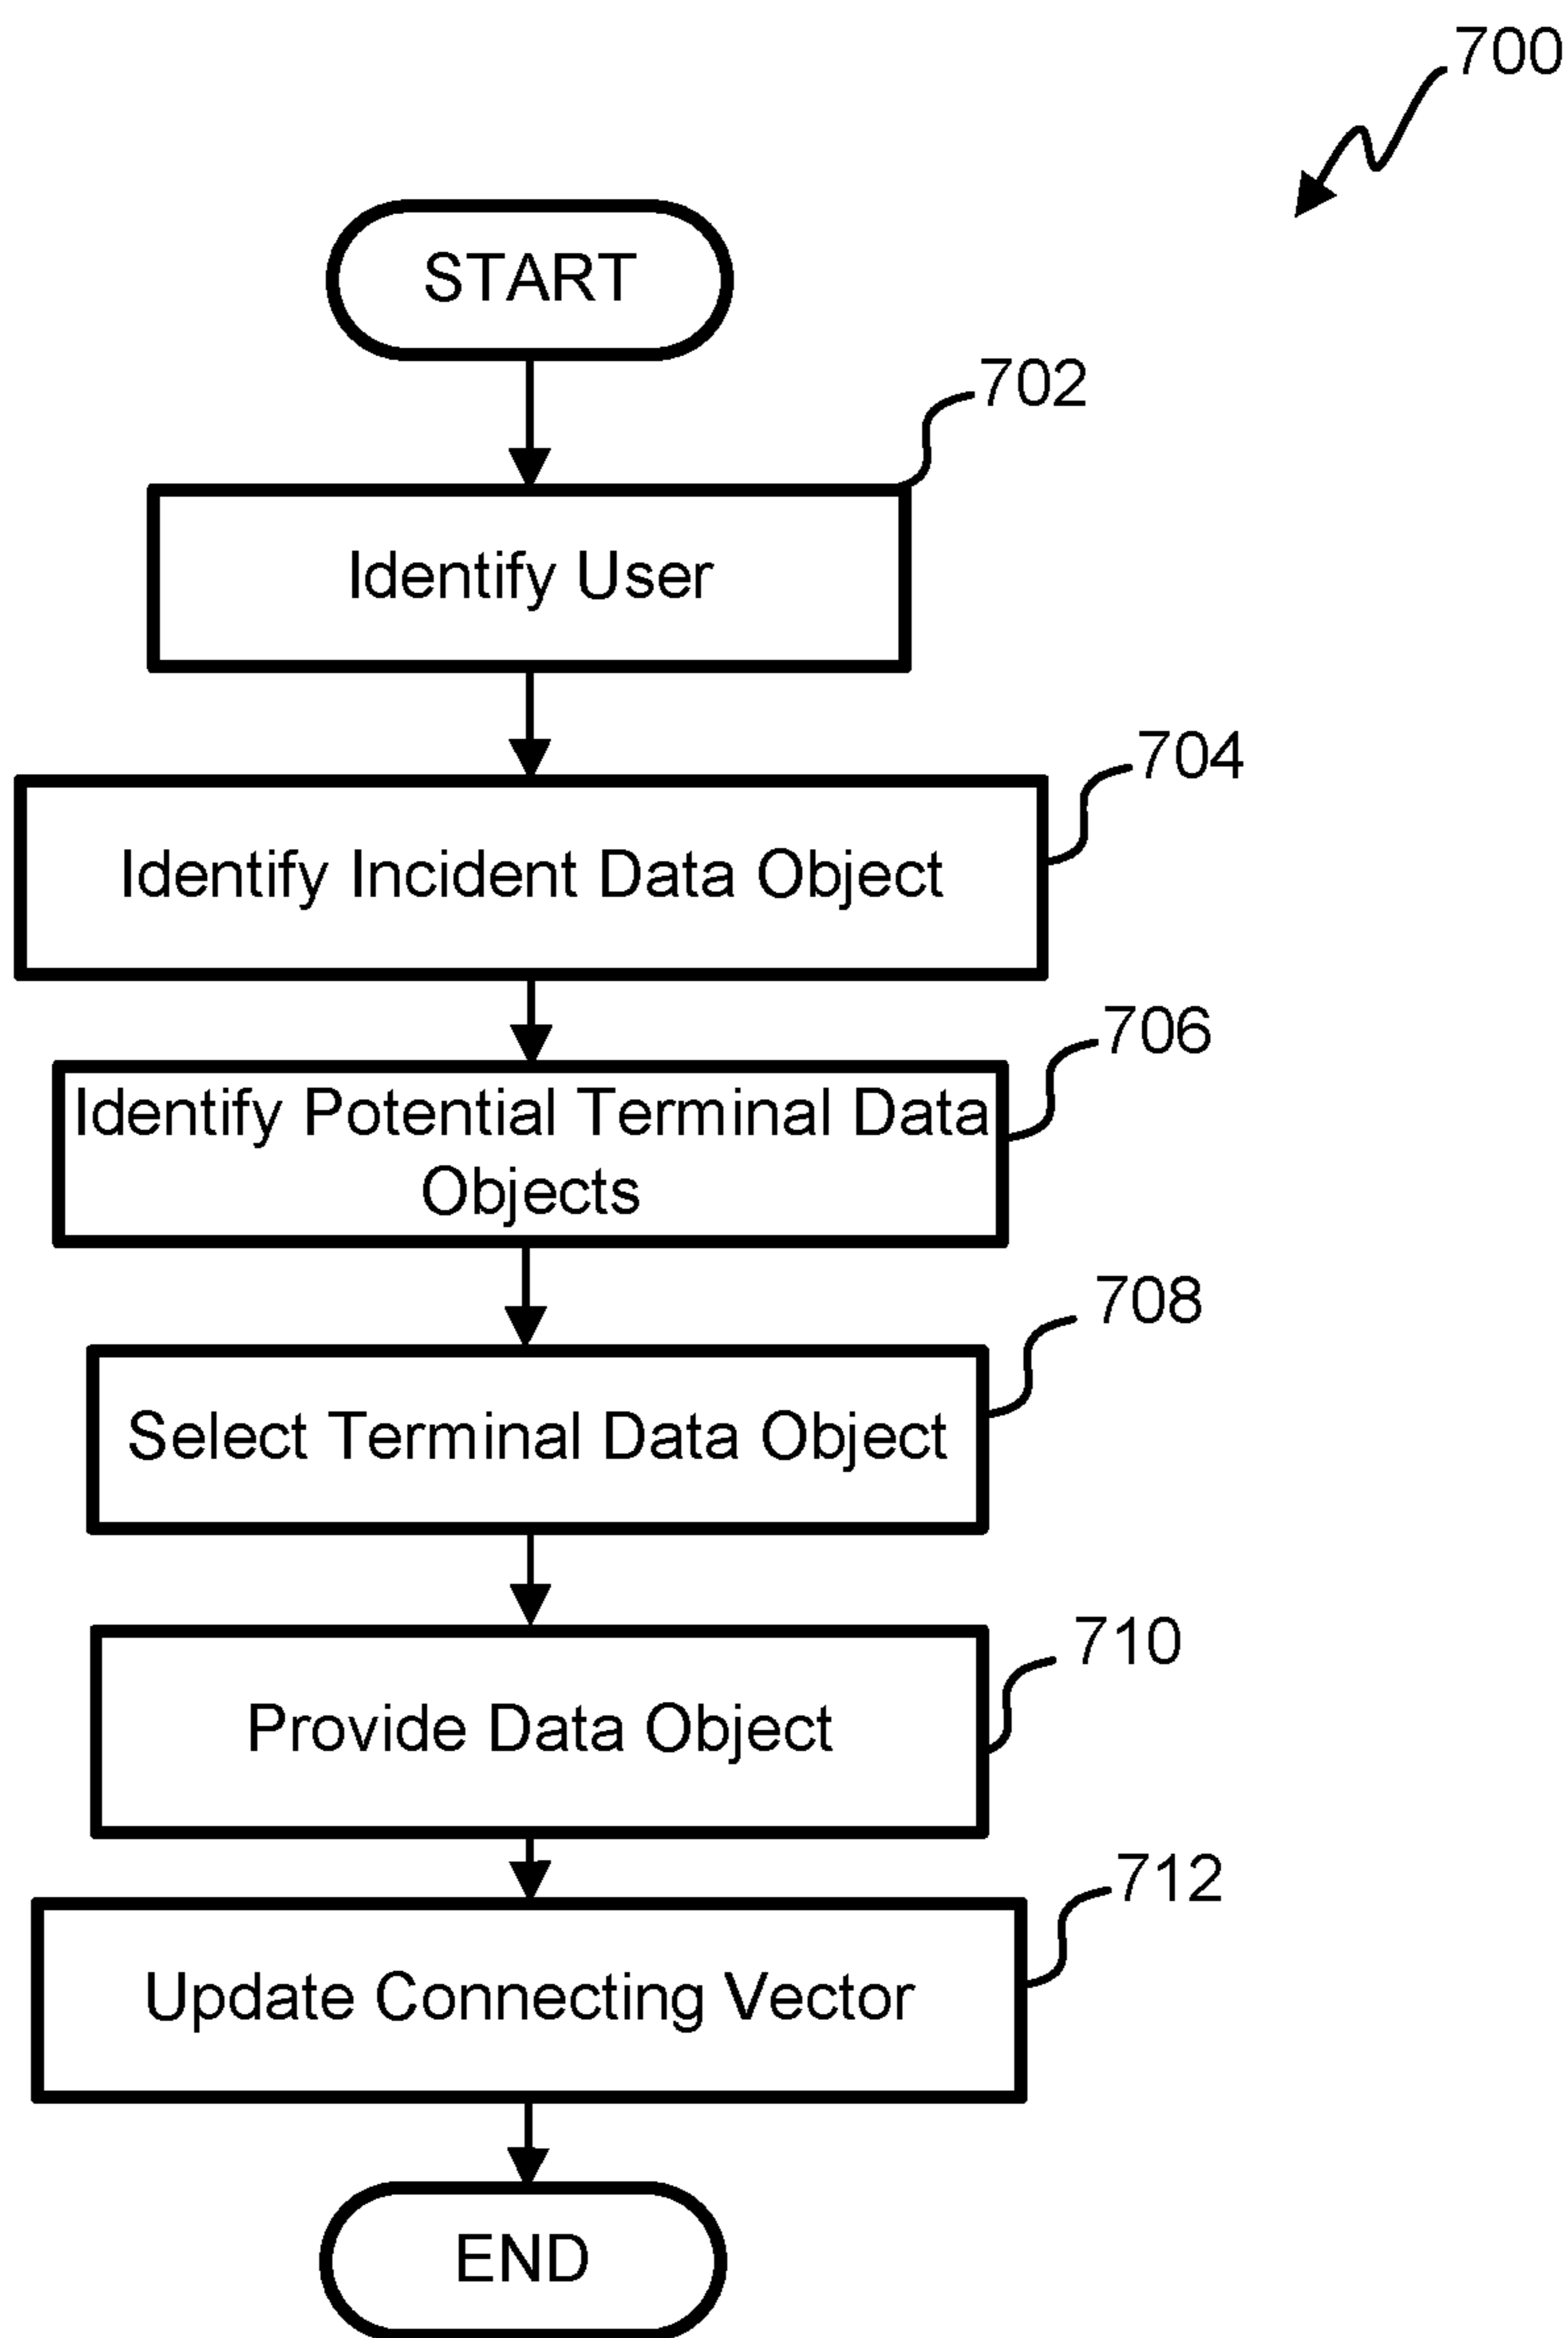 700
START
702
Identify User
704
Identify Incident Data Object
706
Identify Potential Terminal Data
Objects
708
Select Terminal Data Object
710
Provide Data Object
712
Update Connecting Vector
END